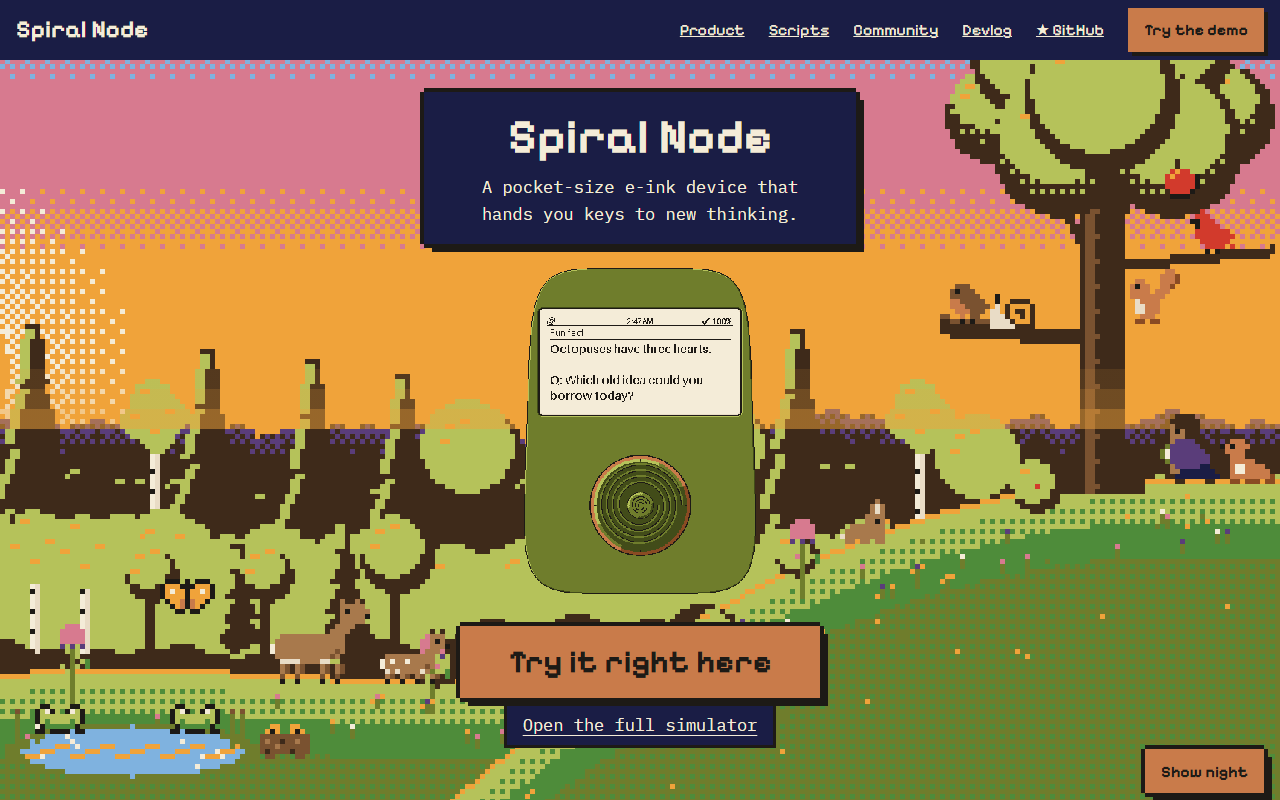 Spiral Node
Product
Scripts
Community
Devlog
★ GitHub
Try the demo
Spiral Node
A pocket-size e-ink device that
hands you keys to new thinking.
2:47 AM
✓ 100%
Fun fact
Octopuses have three hearts.
Q: Which old idea could you
borrow today?
Try it right here
Open the full simulator
Show night